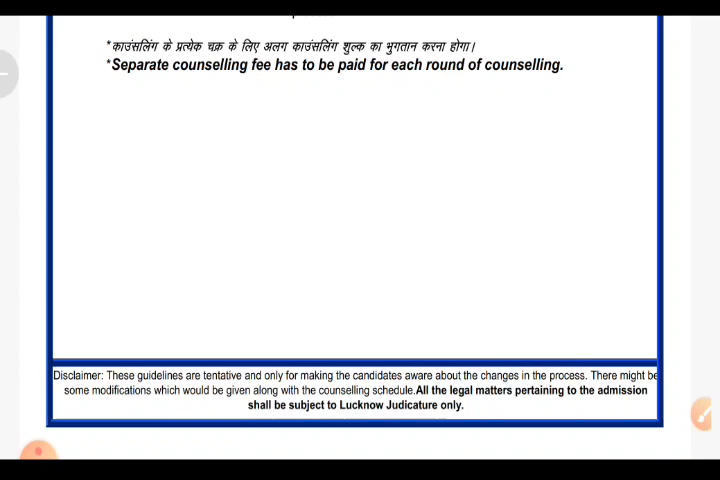 *काउंसलिंग के प्रत्येक चक्र के लिए अलग काउंसलिंग शुल्क का भुगतान करना होगा।
*Separate counselling fee has to be paid for each round of counselling.
Disclaimer: These guidelines are tentative and only for making the candidates aware about the changes in the process. There might be
some modifications which would be given along with the counselling schedule.All the legal matters pertaining to the admission
shall be subject to Lucknow Judicature only.